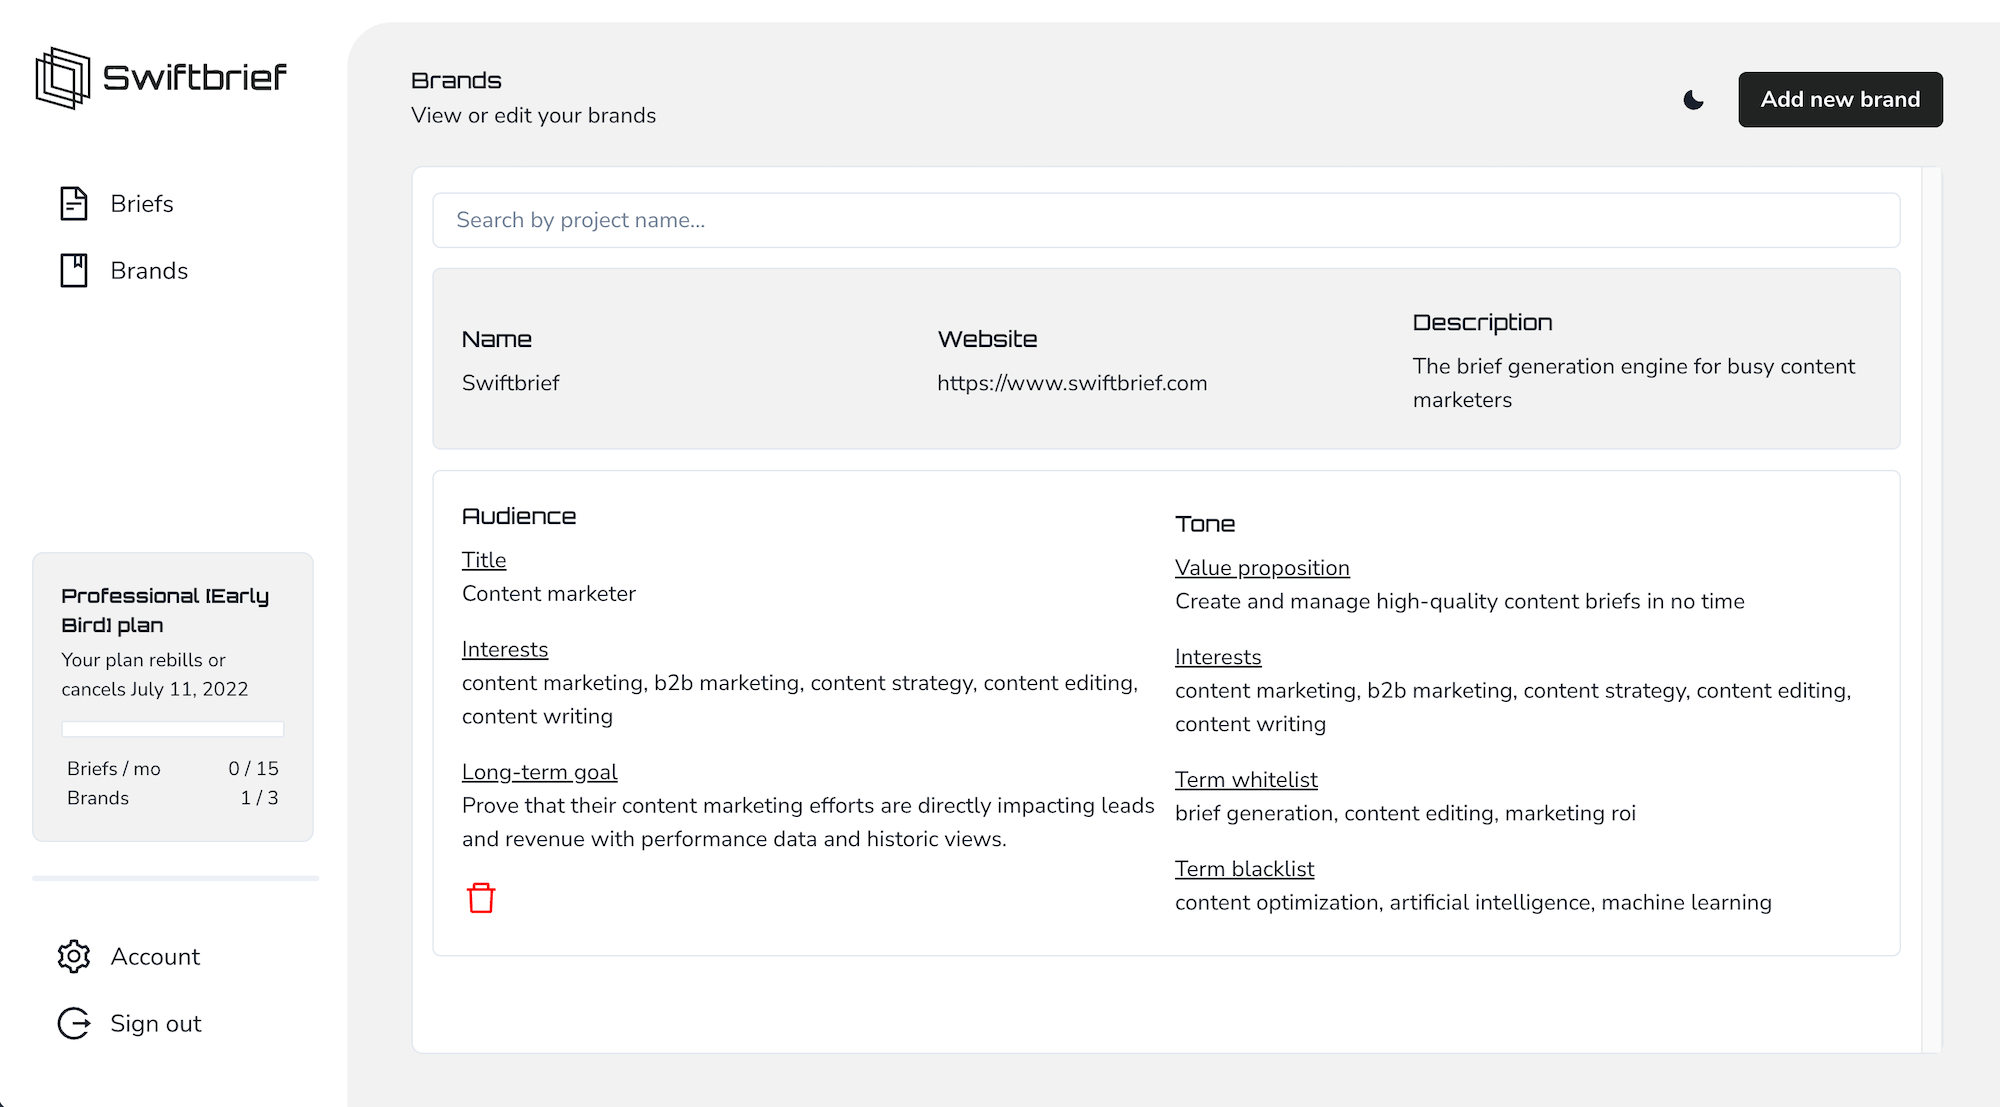 Swiftbrief
Briefs
Brands
Professional [Early
Bird] plan
Your plan rebills or
cancels July 11, 2022
Briefs / mo 0 / 15
Brands 1 / 3
Account
Sign out
Brands
View or edit your brands
Add new brand
Search by project name...
Name
Swiftbrief
Website
https://www.swiftbrief.com
Description
The brief generation engine for busy content
marketers
Audience
Title
Content marketer
Interests
content marketing, b2b marketing, content strategy, content editing,
content writing
Long-term goal
Prove that their content marketing efforts are directly impacting leads
and revenue with performance data and historic views.
Tone
Value proposition
Create and manage high-quality content briefs in no time
Interests
content marketing, b2b marketing, content strategy, content editing,
content writing
Term whitelist
brief generation, content editing, marketing roi
Term blacklist
content optimization, artificial intelligence, machine learning